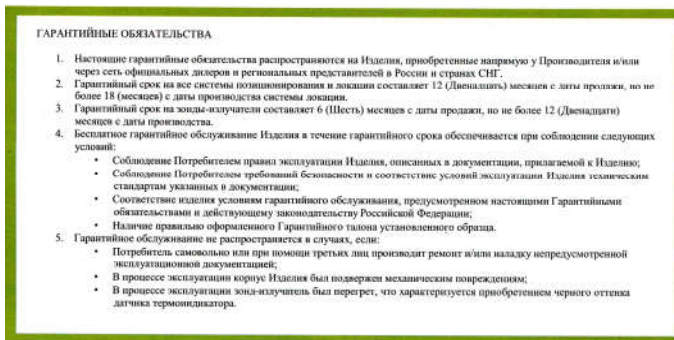 ГАРАНТИЙНЫЕ ОБЯЗАТЕЛЬСТВА
1. Настоящие гарантийные обязательства распространяются на Изделия, приобретенные напрямую у Производителя и/или
через сеть официальных дилеров и региональных представителей в России и странах СНГ.
2. Гарантийный срок на все системы позиционирования и локации составляет 12 (Двенадцать) месяцев с даты продажи, но не
более 18 (месяцев) с даты производства системы локации.
3. Гарантийный срок на зонды-излучатели составляет 6 (Шесть) месяцев с даты продажи, но не более 12 (Двенадцати)
месяцев с даты производства.
4. Бесплатное гарантийное обслуживание Изделия в течение гарантийного срока обеспечивается при соблюдении следующих
условий:
• Соблюдение Потребителем правил эксплуатации Изделия, описанных в документации, прилагаемой к Изделию;
• Соблюдение Потребителем требований безопасности и соответствие условий эксплуатации Изделия техническим
стандартам указанных в документации;
• Соответствие изделия условиям гарантийного обслуживания, предусмотренном настоящими Гарантийными
обязательствами и действующему законодательству Российской Федерации;
• Наличие правильно оформленного Гарантийного талона установленного образца.
5. Гарантийное обслуживание не распространяется в случаях, если:
• Потребитель самовольно или при помощи третьих лиц производит ремонт и/или наладку непредусмотренной
эксплуатационной документацией;
• В процессе эксплуатации корпус Изделия был подвержен механическим повреждениям;
• В процессе эксплуатации зонд-излучатель был перегрет, что характеризуется приобретением черного оттенка
датчика термоиндикатора.